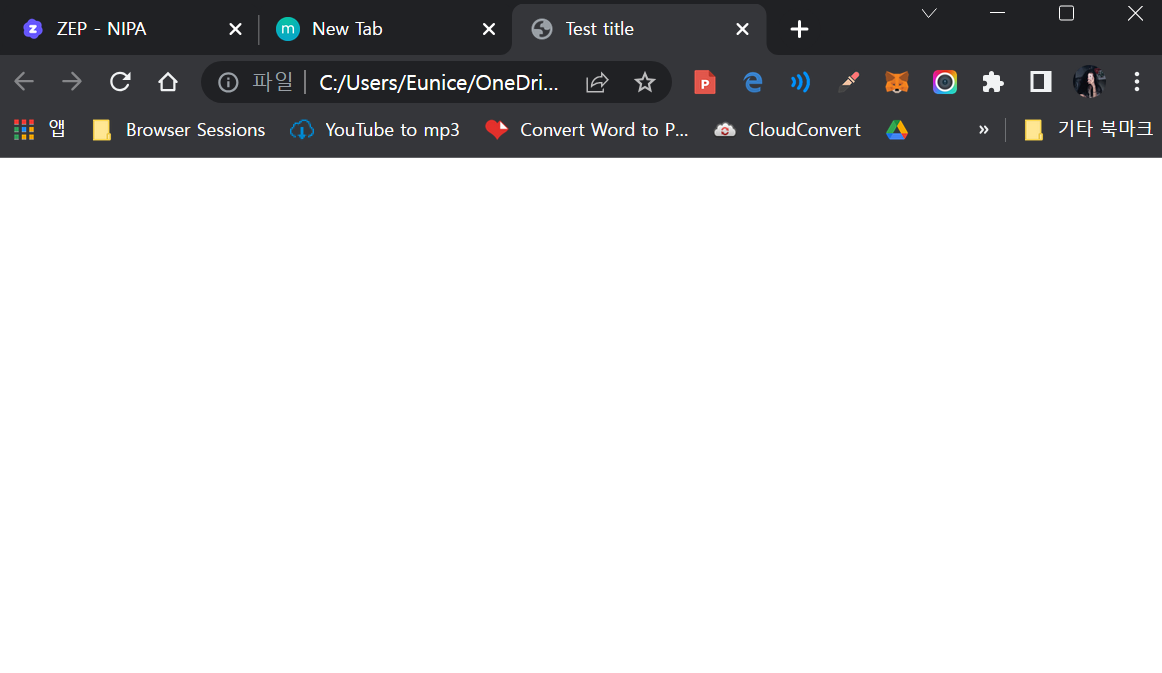 ZEP - NIPA
New Tab
Test title
파일 C:/Users/Eunice/OneDri...
앱 Browser Sessions YouTube to mp3 Convert Word to P... CloudConvert » 기타 북마크